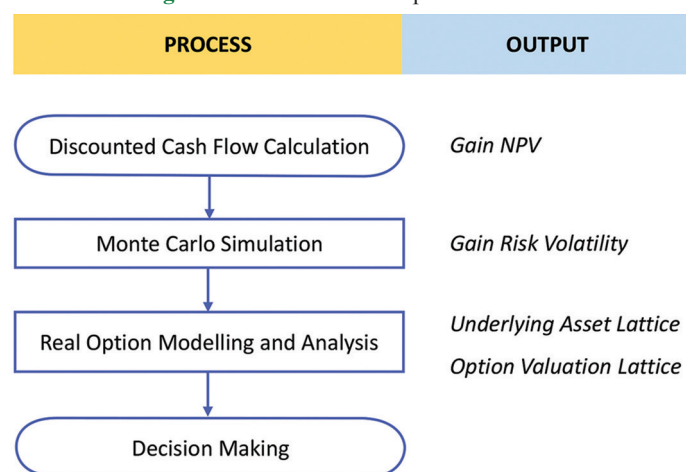 PROCESS
OUTPUT
Discounted Cash Flow Calculation
Gain NPV
Monte Carlo Simulation
Gain Risk Volatility
Real Option Modelling and Analysis
Underlying Asset Lattice
Option Valuation Lattice
Decision Making